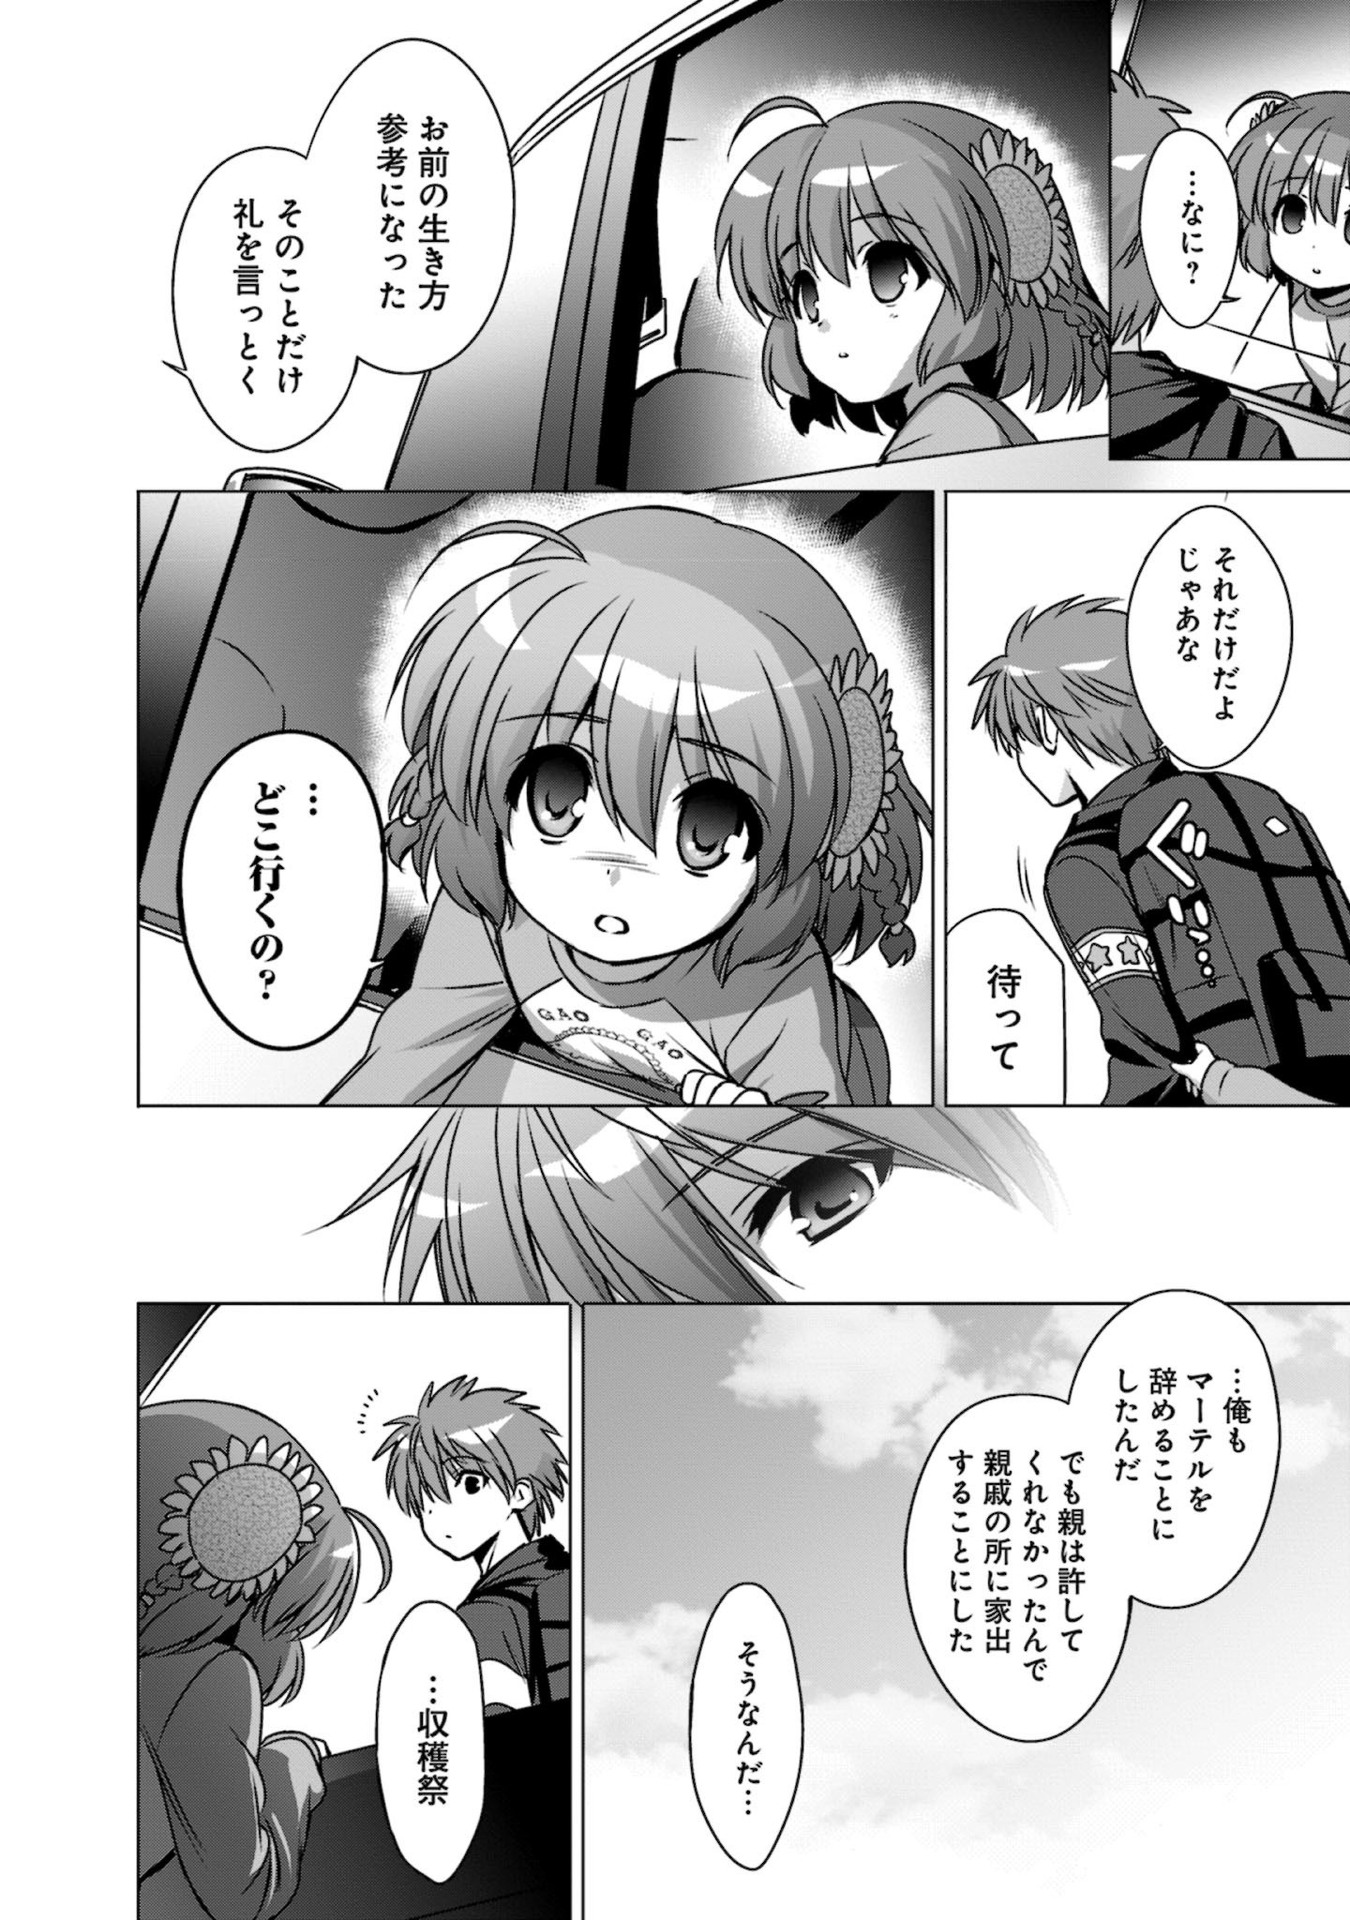 …なに?
お前の生き方
参考になった
そのことだけ
礼を言っとく
それだけだよ
じゃあな
ぐいっ…
待って
…
どこ行くの?
GAO GAO
…俺も
マーテルを
辞めることに
したんだ
でも親は許して
くれなかったんで
親戚の所に家出
することにした
そうなんだ…
…収穫祭